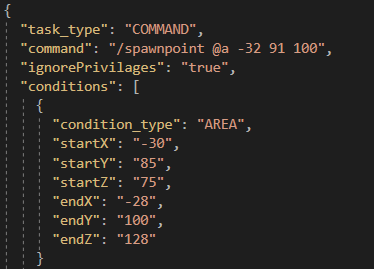 {
"task_type": "COMMAND",
"command": "/spawnpoint @a -32 91 100",
"ignorePrivilages": "true",
"conditions": [
{
"condition_type": "AREA",
"startX": "-30",
"startY": "85",
"startZ": "75",
"endX": "-28",
"endY": "100",
"endZ": "128"
}